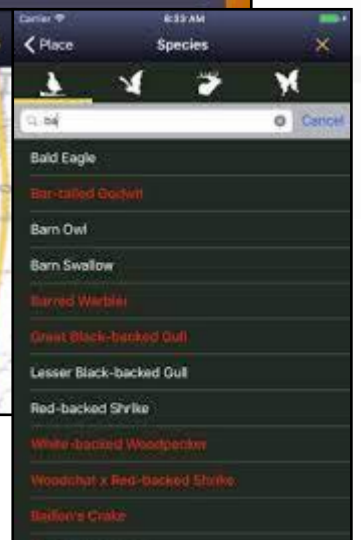 Carrier 8:33 AM
Place Species
ba Cancel
Bald Eagle
Bar-tailed Godwit
Barn Owl
Barn Swallow
Barred Warbler
Great Black-backed Gull
Lesser Black-backed Gull
Red-backed Shrike
White-backed Woodpecker
Woodchat x Red-backed Shrike
Baillon's Crake